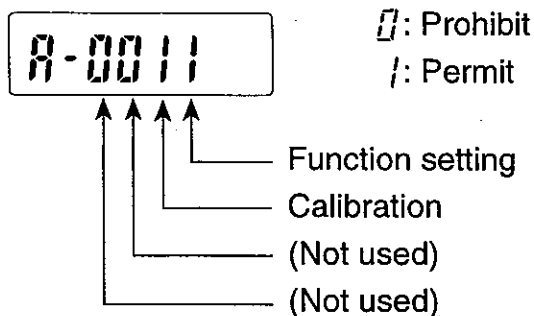 A-0011
0: Prohibit
1: Permit
Function setting
Calibration
(Not used)
(Not used)